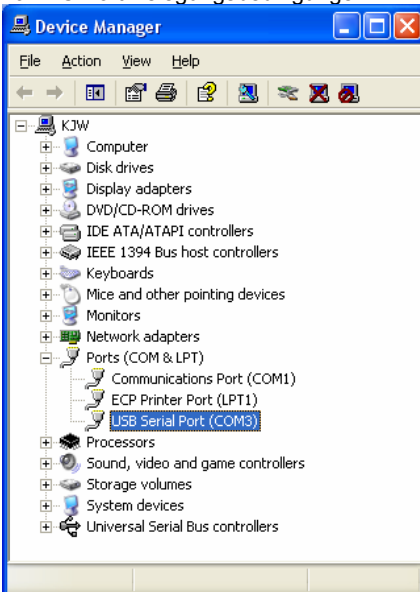 Device Manager
File Action View Help
KJW
Computer
Disk drives
Display adapters
DVD/CD-ROM drives
IDE ATA/ATAPI controllers
IEEE 1394 Bus host controllers
Keyboards
Mice and other pointing devices
Monitors
Network adapters
Ports (COM & LPT)
Communications Port (COM1)
ECP Printer Port (LPT1)
USB Serial Port (COM3)
Processors
Sound, video and game controllers
Storage volumes
System devices
Universal Serial Bus controllers